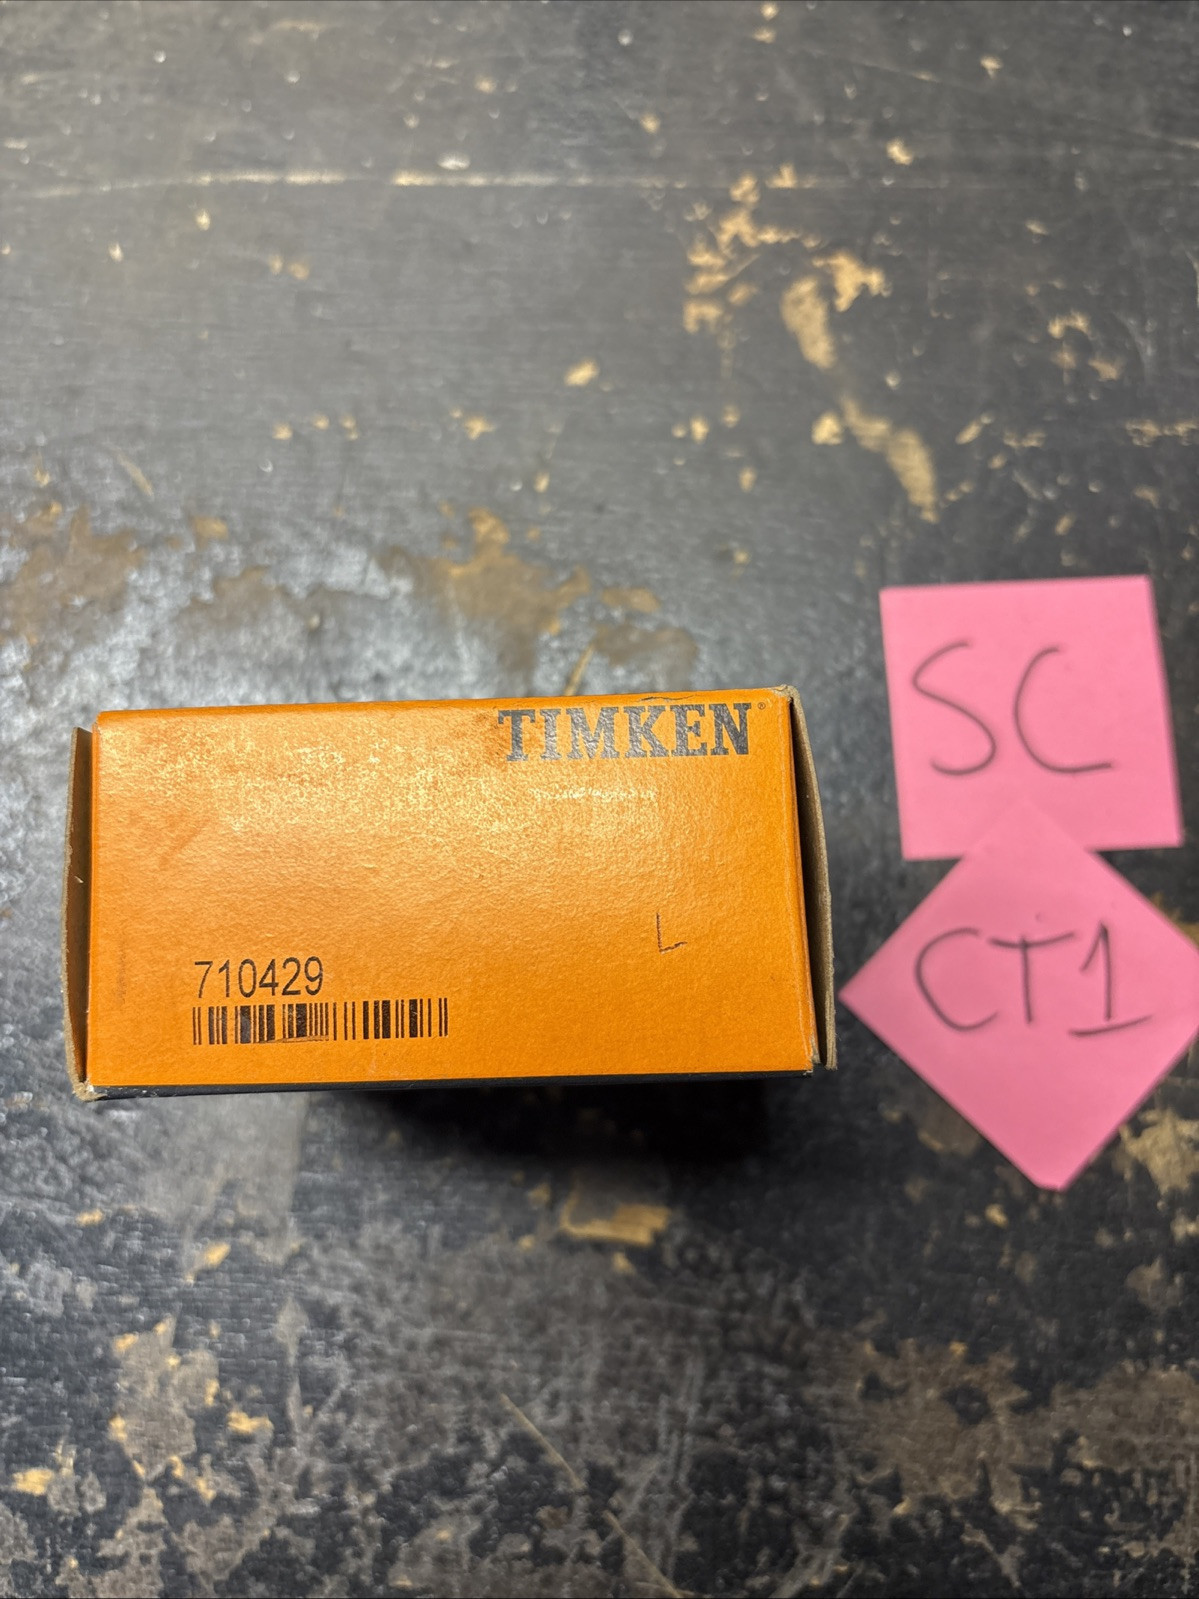 TIMKEN®
710429
L
SC
CT1